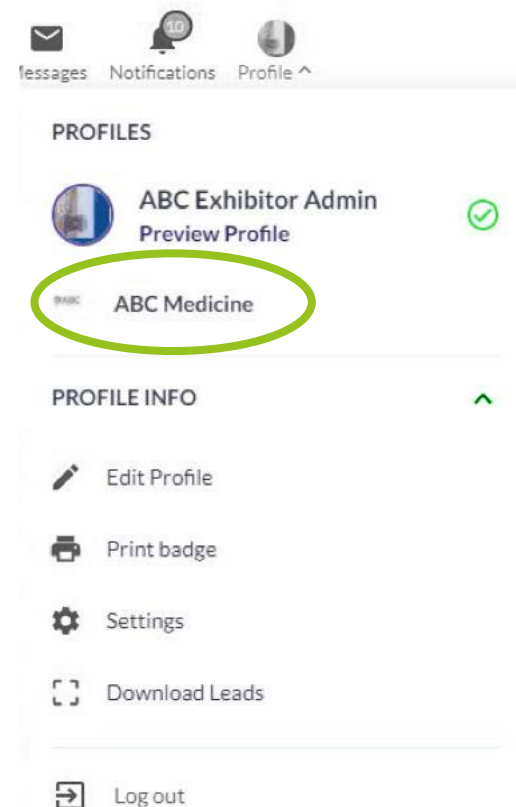 10
Messages Notifications Profile
PROFILES
ABC Exhibitor Admin
Preview Profile
ABC Medicine
PROFILE INFO
Edit Profile
Print badge
Settings
Download Leads
Log out